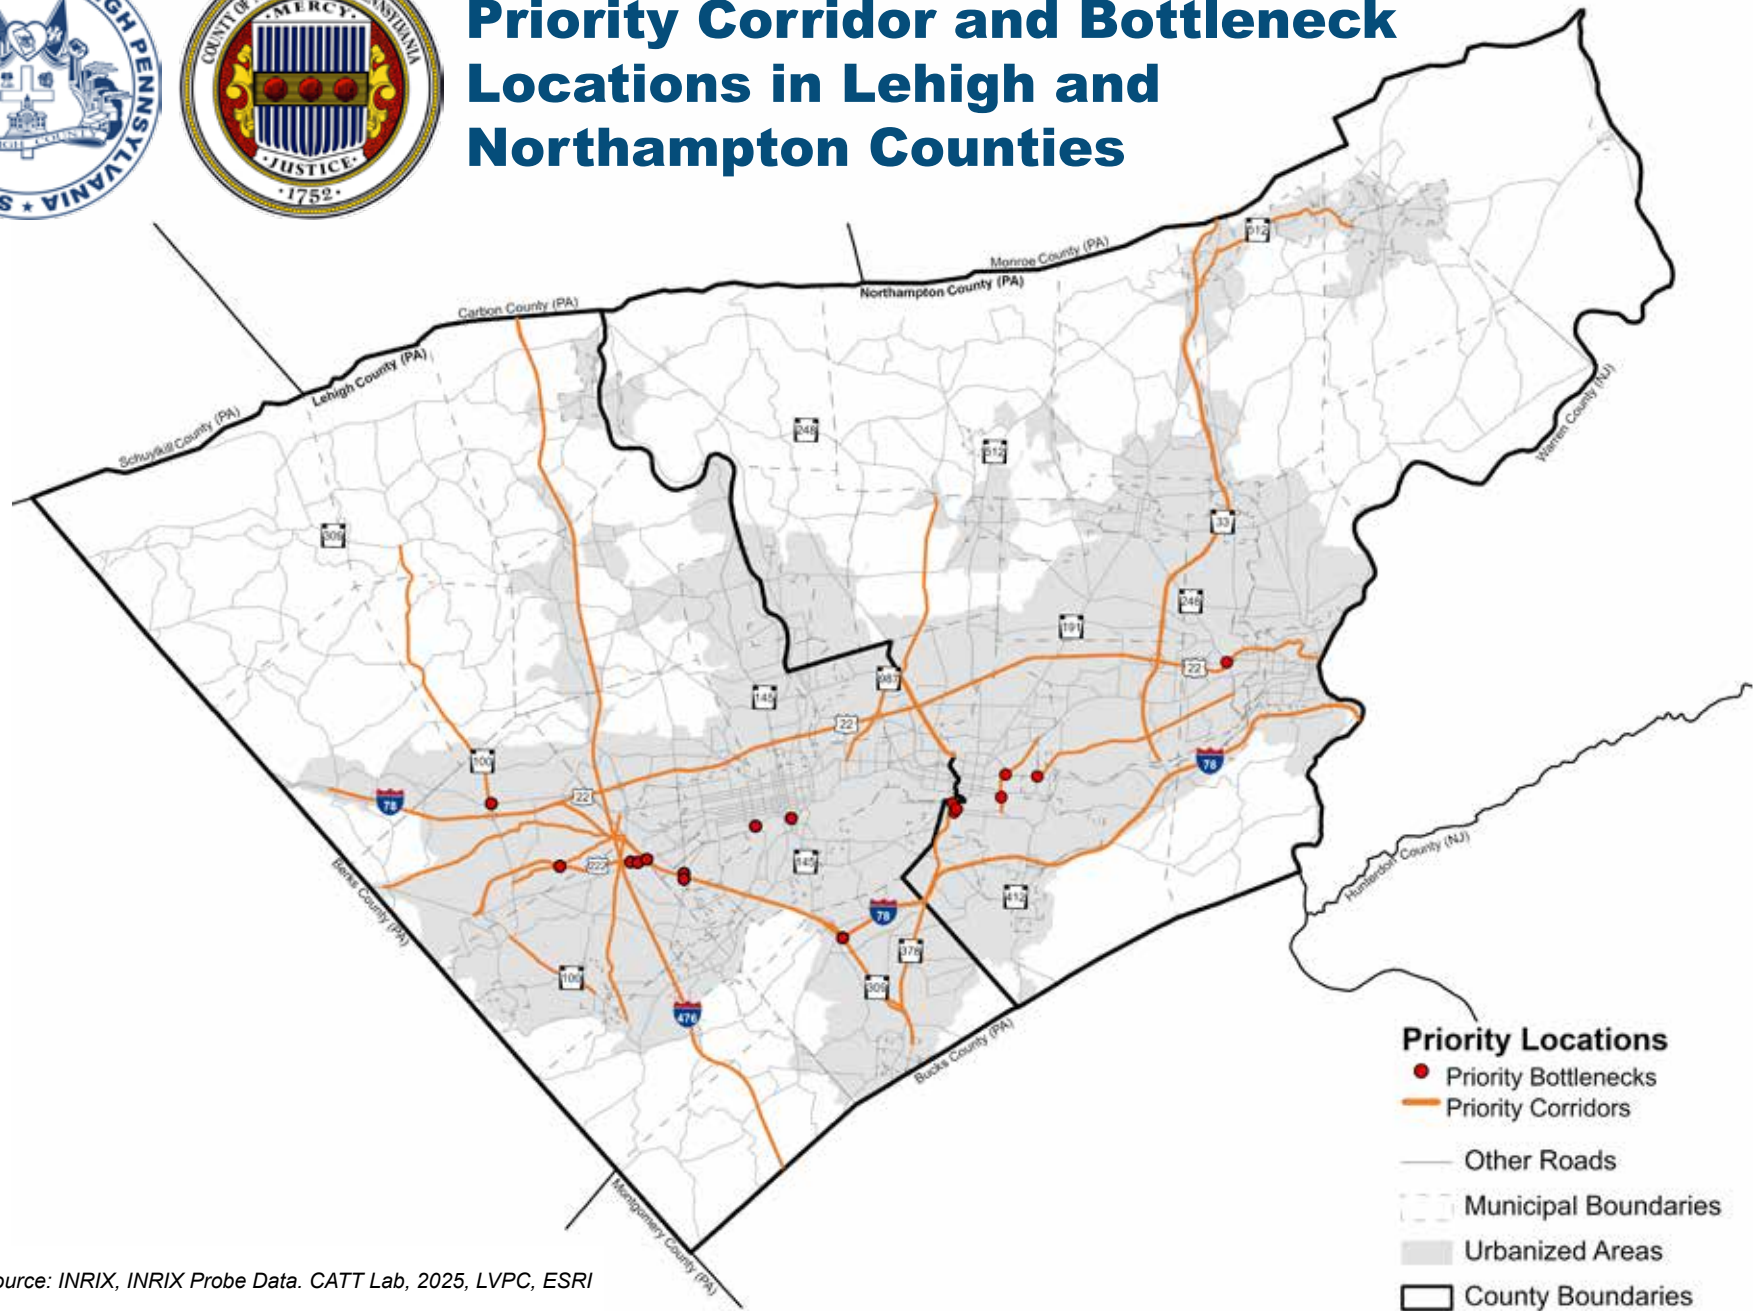 GH PENNSYLVANIA
COUNTY OF
PENNSYLVANIA
MERCY
JUSTICE
1752
Priority Corridor and Bottleneck
Locations in Lehigh and
Northampton Counties
512
Monroe County (PA)
Northampton County (PA)
Carbon County (PA)
Lehigh County (PA)
Schuylkill County (PA)
Warren County (NJ)
248
512
309
33
248
191
22
987
145
22
100
78
78
22
222
145
Hunterdon County (NJ)
Berks County (PA)
412
78
378
309
100
476
Bucks County (PA)
Montgomery County (PA)
Priority Locations
Priority Bottlenecks
Priority Corridors
Other Roads
Municipal Boundaries
Urbanized Areas
County Boundaries
ource: INRIX, INRIX Probe Data. CATT Lab, 2025, LVPC, ESRI